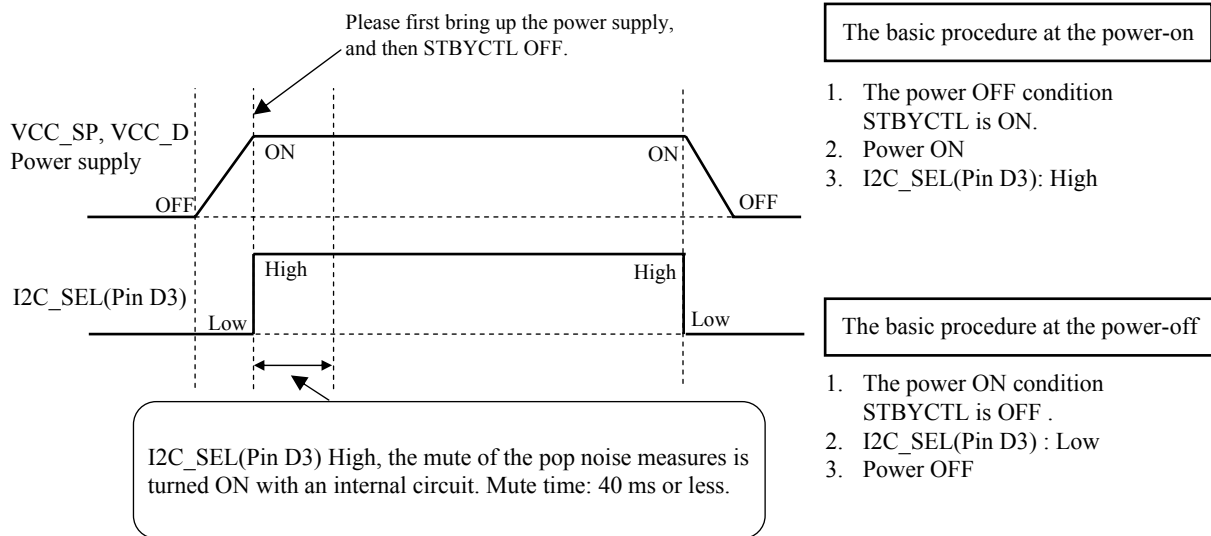 Please first bring up the power supply,
and then STBYCTL OFF.
VCC_SP, VCC_D
Power supply
ON
ON
OFF
OFF
High
High
I2C_SEL(Pin D3)
Low
Low
I2C_SEL(Pin D3) High, the mute of the pop noise measures is
turned ON with an internal circuit. Mute time: 40 ms or less.
The basic procedure at the power-on
1. The power OFF condition
STBYCTL is ON.
2. Power ON
3. I2C_SEL(Pin D3): High
The basic procedure at the power-off
1. The power ON condition
STBYCTL is OFF .
2. I2C_SEL(Pin D3) : Low
3. Power OFF